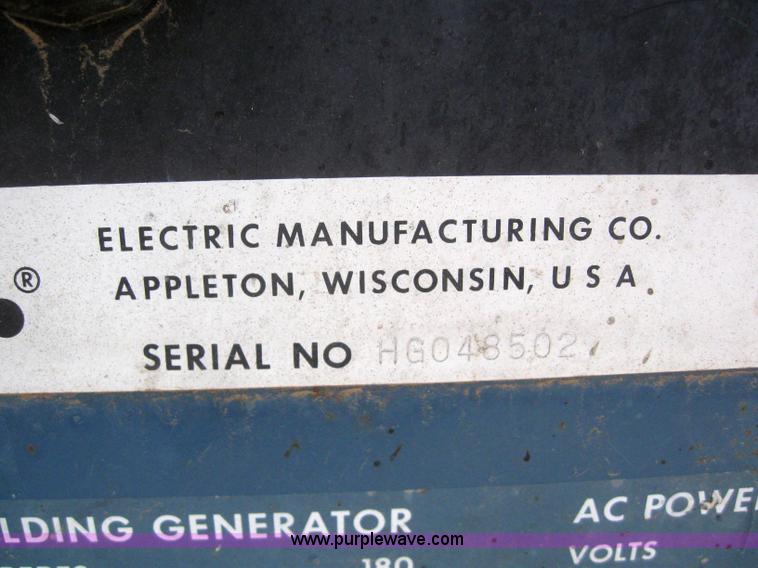 ELECTRIC MANUFACTURING CO.
® APPLETON, WISCONSIN, U S A.
SERIAL NO HG048502
LDING GENERATOR
AC POWE
www.purplewave.com
VOLTS
180